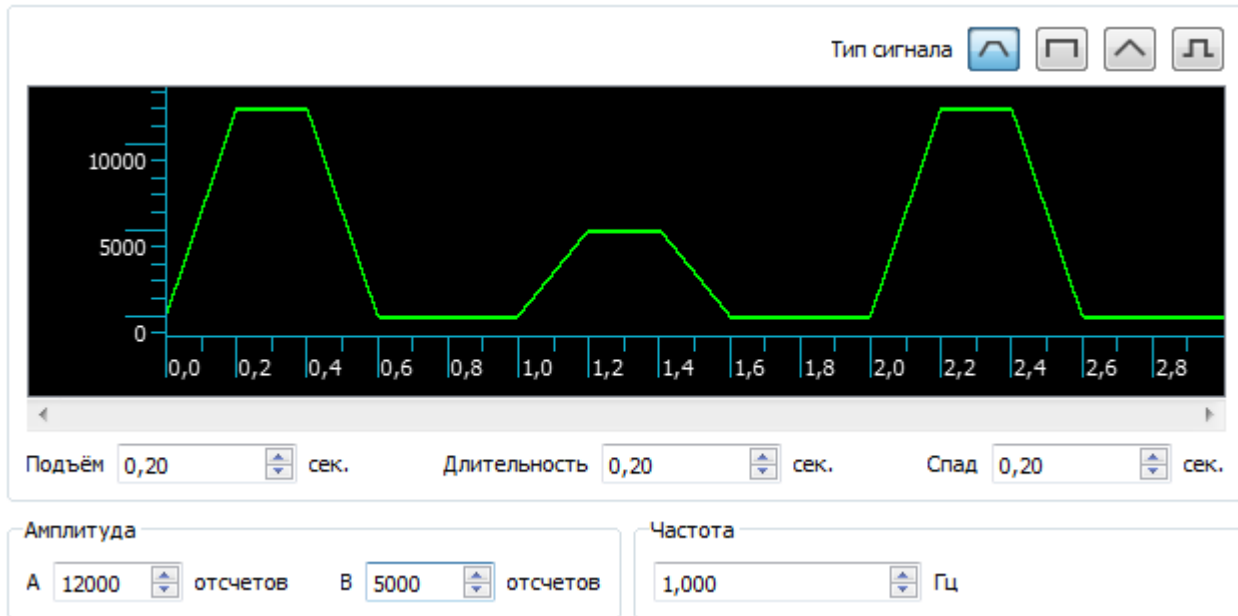 Тип сигнала
10000
5000
0
0,0 0,2 0,4 0,6 0,8 1,0 1,2 1,4 1,6 1,8 2,0 2,2 2,4 2,6 2,8
Подъём 0,20 сек. Длительность 0,20 сек. Спад 0,20 сек.
Амплитуда Частота
A 12000 отсчетов B 5000 отсчетов 1,000 Гц